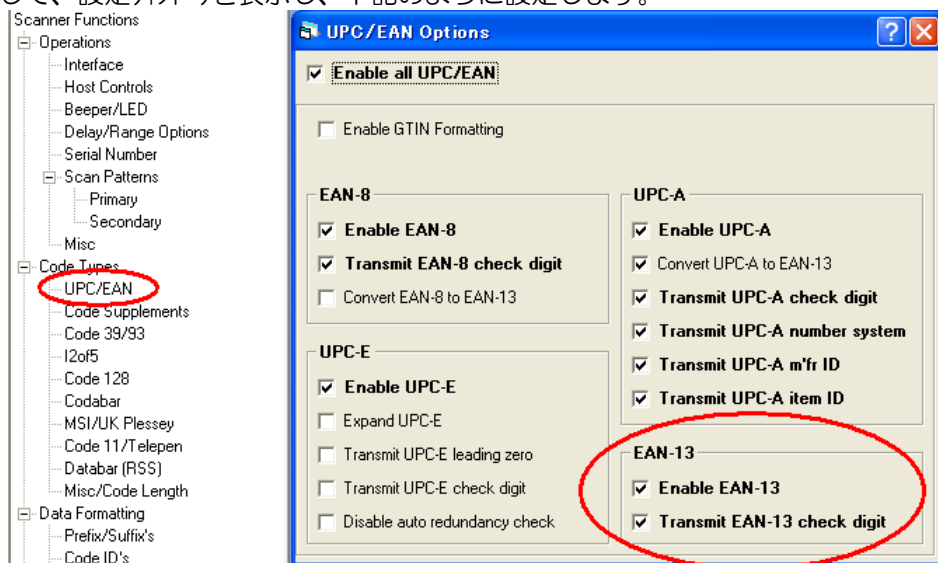 Scanner Functions
Operations
Interface
Host Controls
Beeper/LED
Delay/Range Options
Serial Number
Scan Patterns
Primary
Secondary
Misc
Code Types
UPC/EAN
Code Supplements
Code 39/93
I2of5
Code 128
Codabar
MSI/UK Plessey
Code 11/Telepen
Databar (RSS)
Misc/Code Length
Data Formatting
Prefix/Suffix's
Code ID's
UPC/EAN Options
Enable all UPC/EAN
Enable GTIN Formatting
EAN-8
Enable EAN-8
Transmit EAN-8 check digit
Convert EAN-8 to EAN-13
UPC-E
Enable UPC-E
Expand UPC-E
Transmit UPC-E leading zero
Transmit UPC-E check digit
Disable auto redundancy check
UPC-A
Enable UPC-A
Convert UPC-A to EAN-13
Transmit UPC-A check digit
Transmit UPC-A number system
Transmit UPC-A m'fr ID
Transmit UPC-A item ID
EAN-13
Enable EAN-13
Transmit EAN-13 check digit